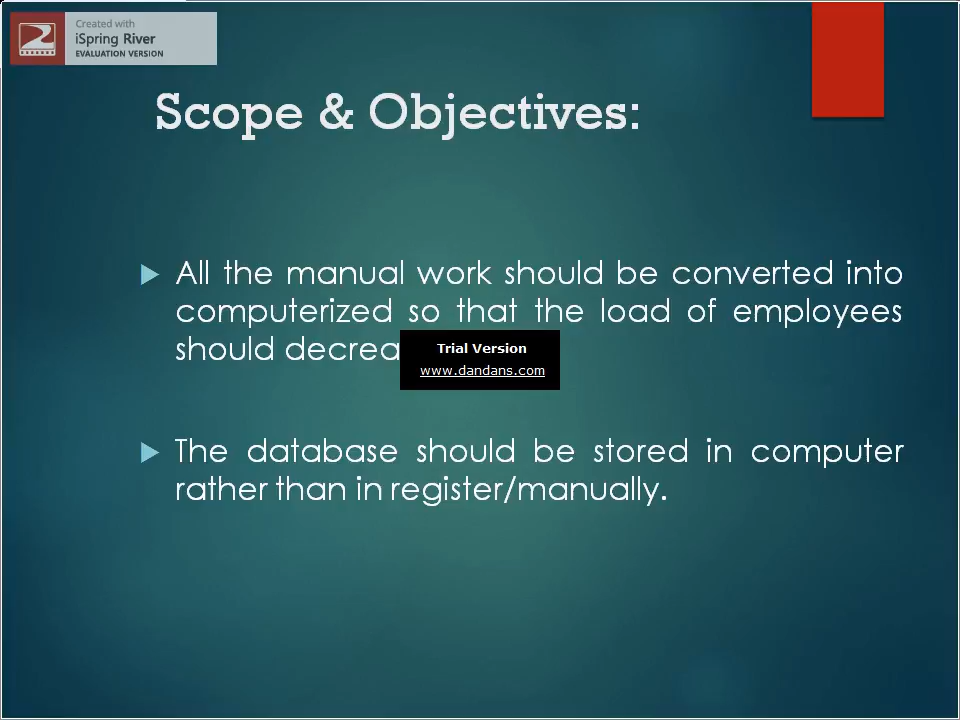 Created with
iSpring River
EVALUATION VERSION
Scope & Objectives:
All the manual work should be converted into
computerized so that the load of employees
should decrea
Trial Version
www.dandans.com
The database should be stored in computer
rather than in register/manually.